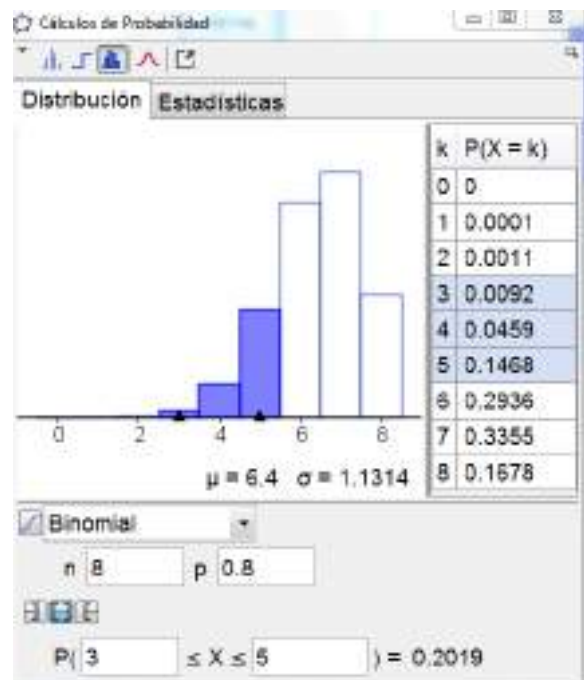 Cálculos de Probabilidad
Distribución Estadísticas
k P(X = k)
0 0
1 0.0001
2 0.0011
3 0.0092
4 0.0459
5 0.1468
6 0.2936
7 0.3355
8 0.1678
0 2 4 6 8
μ = 6.4 σ = 1.1314
Binomial
n 8 p 0.8
P( 3 ≤ X ≤ 5 ) = 0.2019